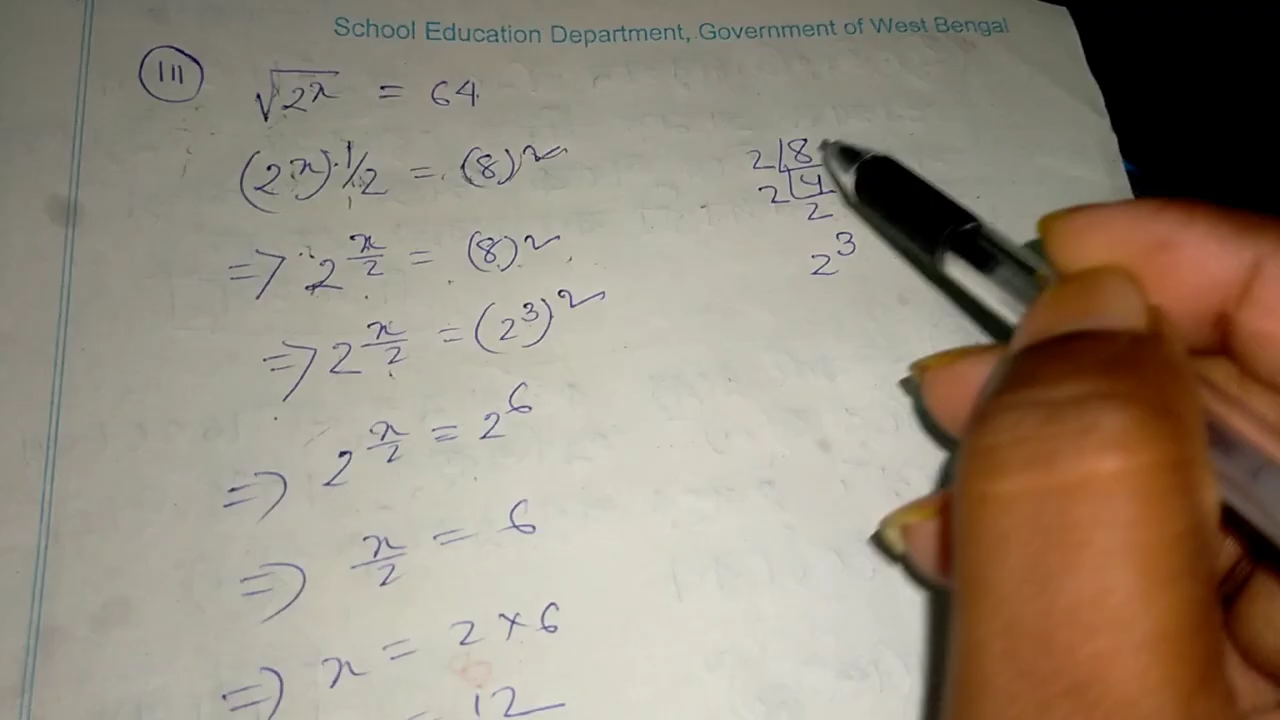 School Education Department, Government of West Bengal
(III) √2^x = 64
(2^x)^1/2 = (8)^2
=> 2^x/2 = (8)^2
=> 2^x/2 = (2^3)^2
=> 2^x/2 = 2^6
=> x/2 = 6
=> x = 2 × 6
= 12
2 | 8
2 | 4
2
2^3